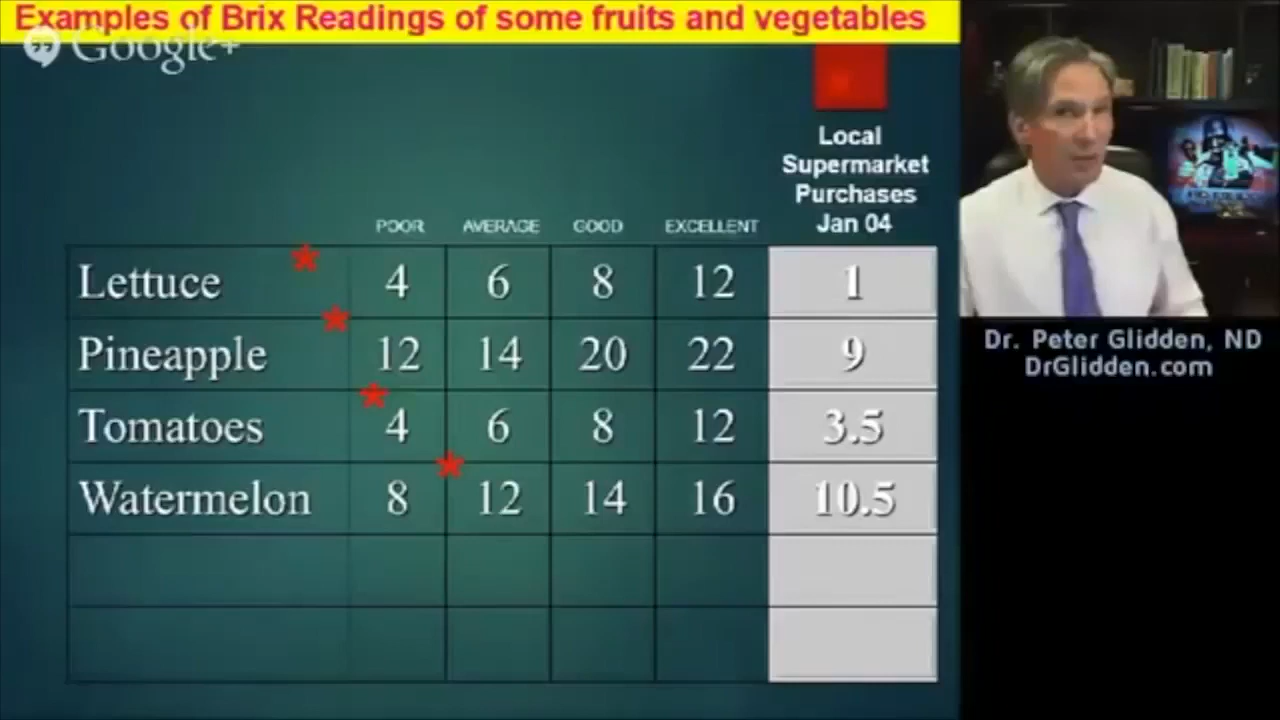 Examples of Brix Readings of some fruits and vegetables
Google+
Local
Supermarket
Purchases
Jan 04
POOR AVERAGE GOOD EXCELLENT
Lettuce 4 6 8 12 1
Pineapple 12 14 20 22 9
Tomatoes 4 6 8 12 3.5
Watermelon 8 12 14 16 10.5
Dr. Peter Glidden, ND
DrGlidden.com